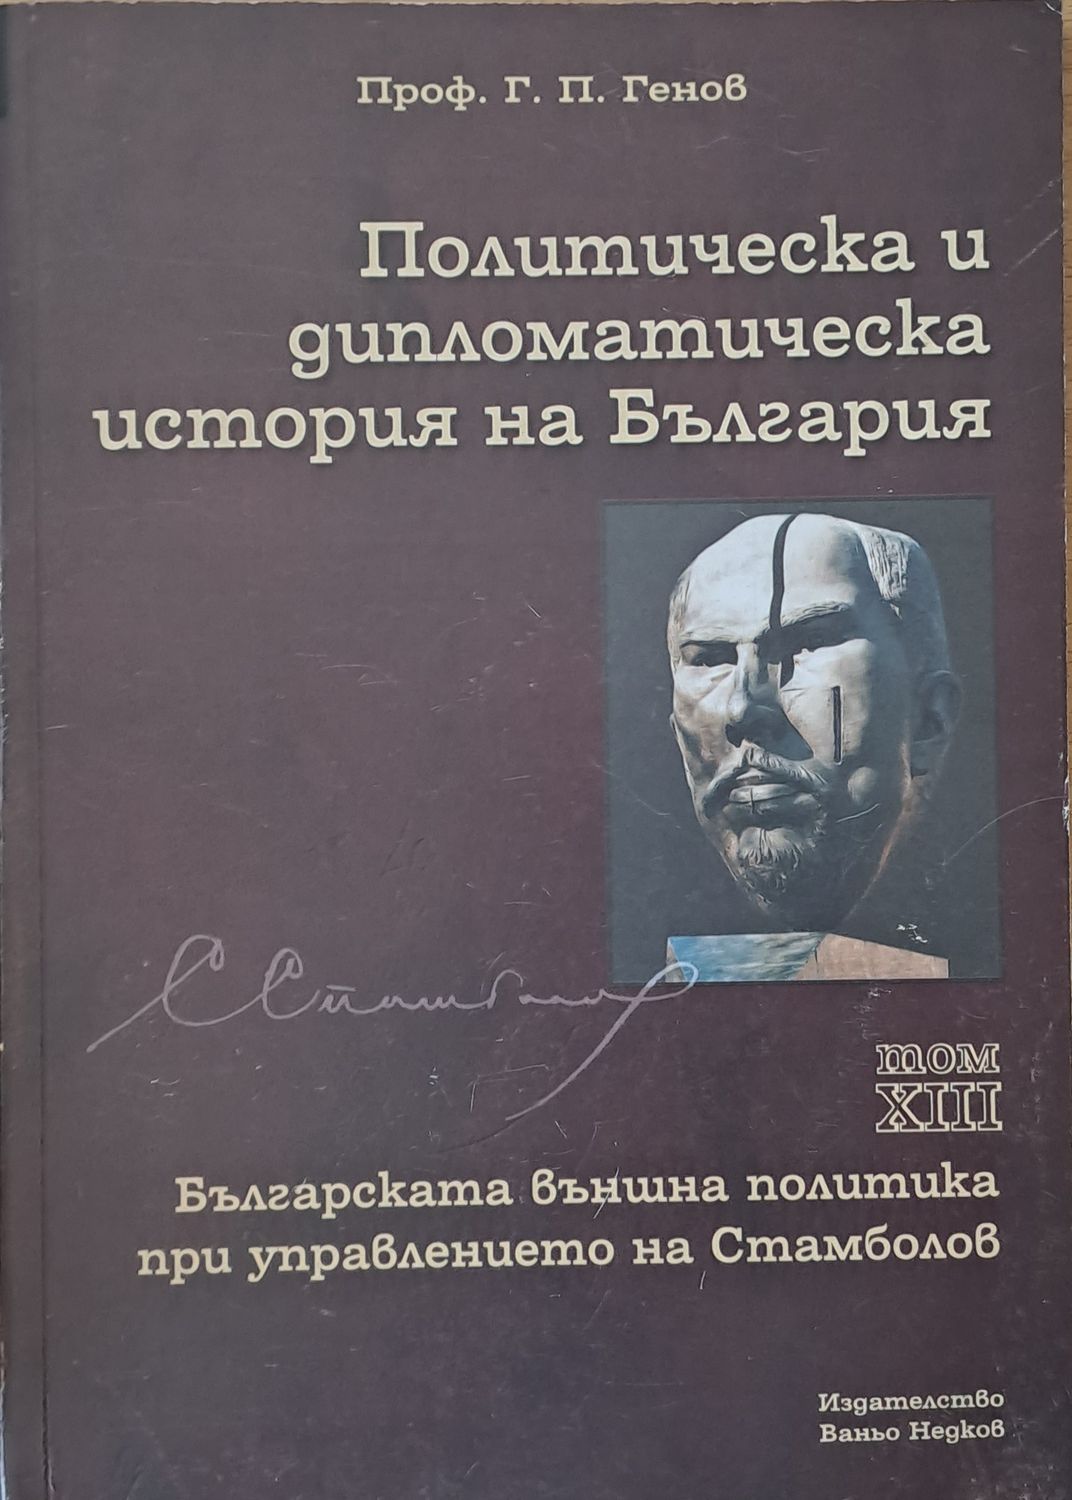 Проф. Г. П. Генов
Политическа и
дипломатическа
история на България
С Стамболов
том
XIII
Българската външна политика
при управлението на Стамболов
Издателство
Ваньо Недков